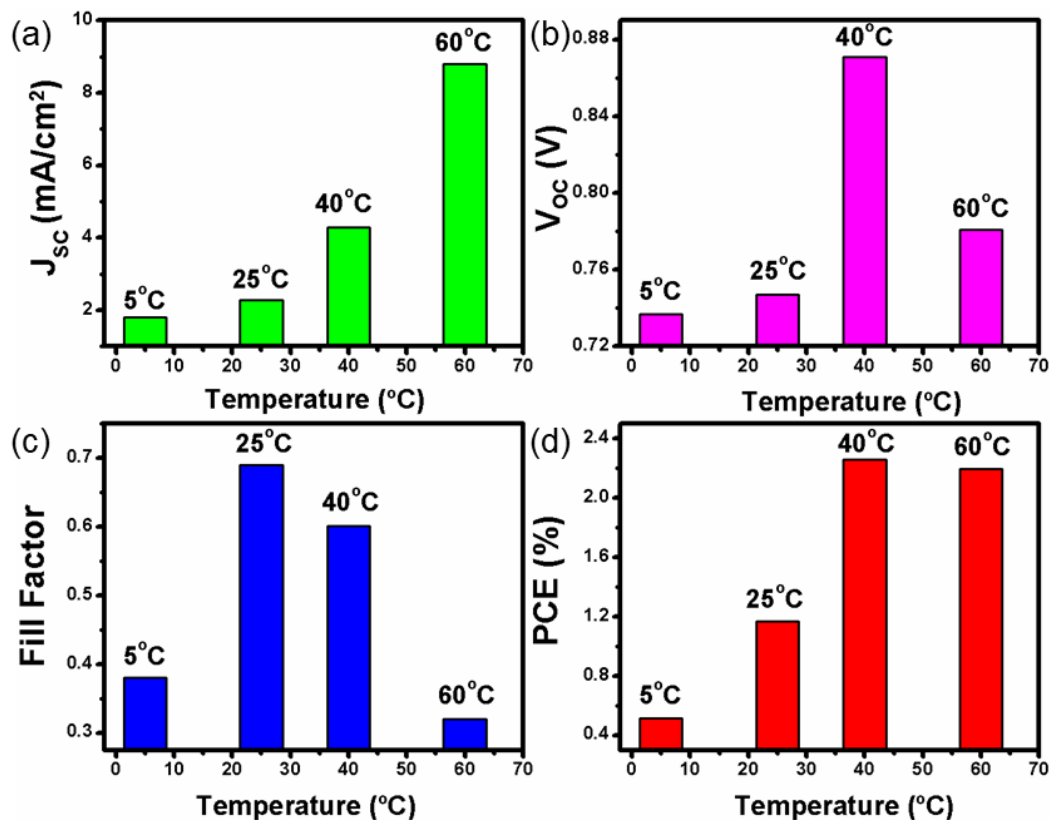 (a)
10
8
6
4
2
J_SC (mA/cm²)
5°C
25°C
40°C
60°C
0 10 20 30 40 50 60 70
Temperature (°C)
(b)
0.88
0.84
0.80
0.76
0.72
V_OC (V)
5°C
25°C
40°C
60°C
0 10 20 30 40 50 60 70
Temperature (°C)
(c)
0.7
0.6
0.5
0.4
0.3
Fill Factor
5°C
25°C
40°C
60°C
0 10 20 30 40 50 60 70
Temperature (°C)
(d)
2.4
2.0
1.6
1.2
0.8
0.4
PCE (%)
5°C
25°C
40°C
60°C
0 10 20 30 40 50 60 70
Temperature (°C)